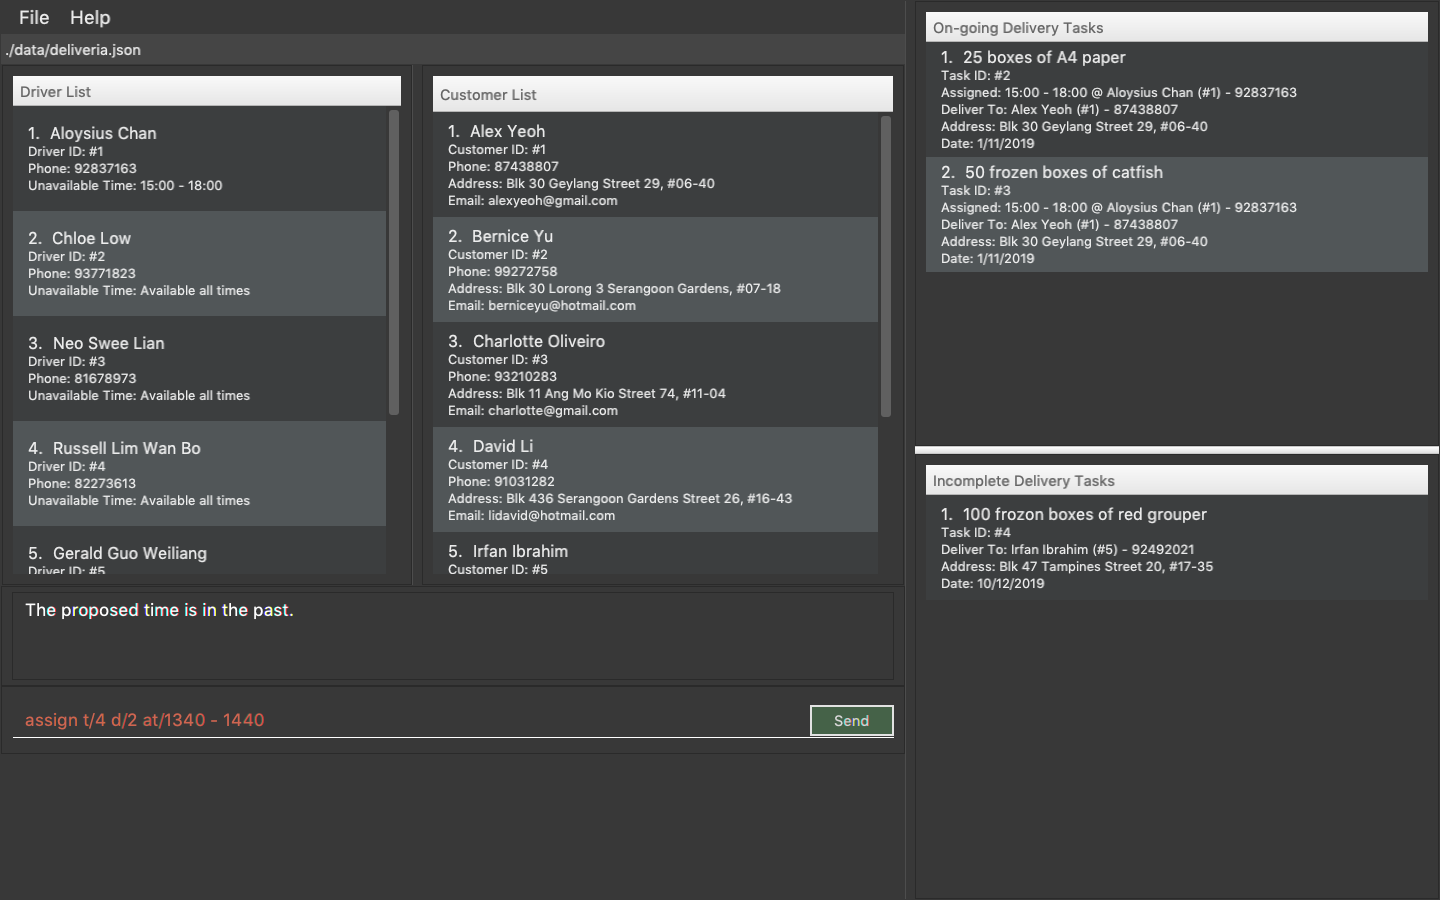 File Help
./data/deliveria.json
Driver List
1. Aloysius Chan
Driver ID: #1
Phone: 92837163
Unavailable Time: 15:00 - 18:00
2. Chloe Low
Driver ID: #2
Phone: 93771823
Unavailable Time: Available all times
3. Neo Swee Lian
Driver ID: #3
Phone: 81678973
Unavailable Time: Available all times
4. Russell Lim Wan Bo
Driver ID: #4
Phone: 82273613
Unavailable Time: Available all times
5. Gerald Guo Weiliang
Driver ID: #5
Customer List
1. Alex Yeoh
Customer ID: #1
Phone: 87438807
Address: Blk 30 Geylang Street 29, #06-40
Email: alexyeoh@gmail.com
2. Bernice Yu
Customer ID: #2
Phone: 99272758
Address: Blk 30 Lorong 3 Serangoon Gardens, #07-18
Email: berniceyu@hotmail.com
3. Charlotte Oliveiro
Customer ID: #3
Phone: 93210283
Address: Blk 11 Ang Mo Kio Street 74, #11-04
Email: charlotte@gmail.com
4. David Li
Customer ID: #4
Phone: 91031282
Address: Blk 436 Serangoon Gardens Street 26, #16-43
Email: lidavid@hotmail.com
5. Irfan Ibrahim
Customer ID: #5
The proposed time is in the past.
assign t/4 d/2 at/1340 - 1440
Send
On-going Delivery Tasks
1. 25 boxes of A4 paper
Task ID: #2
Assigned: 15:00 - 18:00 @ Aloysius Chan (#1) - 92837163
Deliver To: Alex Yeoh (#1) - 87438807
Address: Blk 30 Geylang Street 29, #06-40
Date: 1/11/2019
2. 50 frozen boxes of catfish
Task ID: #3
Assigned: 15:00 - 18:00 @ Aloysius Chan (#1) - 92837163
Deliver To: Alex Yeoh (#1) - 87438807
Address: Blk 30 Geylang Street 29, #06-40
Date: 1/11/2019
Incomplete Delivery Tasks
1. 100 frozon boxes of red grouper
Task ID: #4
Deliver To: Irfan Ibrahim (#5) - 92492021
Address: Blk 47 Tampines Street 20, #17-35
Date: 10/12/2019